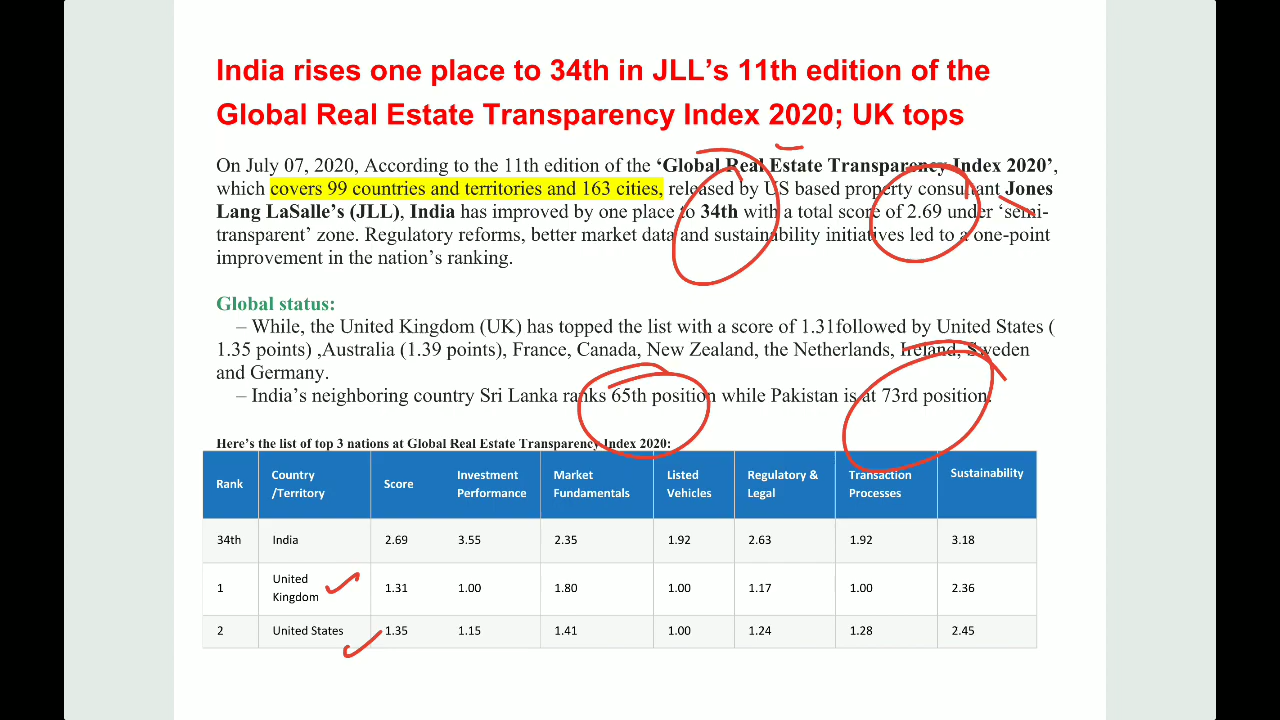 India rises one place to 34th in JLL's 11th edition of the
Global Real Estate Transparency Index 2020; UK tops
On July 07, 2020, According to the 11th edition of the ‘Global Real Estate Transparency Index 2020’,
which covers 99 countries and territories and 163 cities, released by US based property consultant Jones
Lang LaSalle’s (JLL), India has improved by one place to 34th with a total score of 2.69 under ‘semi-
transparent’ zone. Regulatory reforms, better market data and sustainability initiatives led to a one-point
improvement in the nation’s ranking.
Global status:
– While, the United Kingdom (UK) has topped the list with a score of 1.31followed by United States (
1.35 points) ,Australia (1.39 points), France, Canada, New Zealand, the Netherlands, Ireland, Sweden
and Germany.
– India’s neighboring country Sri Lanka ranks 65th position while Pakistan is at 73rd position.
Here’s the list of top 3 nations at Global Real Estate Transparency Index 2020:
Rank Country /Territory Score Investment Performance Market Fundamentals Listed Vehicles Regulatory & Legal Transaction Processes Sustainability
34th India 2.69 3.55 2.35 1.92 2.63 1.92 3.18
1 United Kingdom 1.31 1.00 1.80 1.00 1.17 1.00 2.36
2 United States 1.35 1.15 1.41 1.00 1.24 1.28 2.45